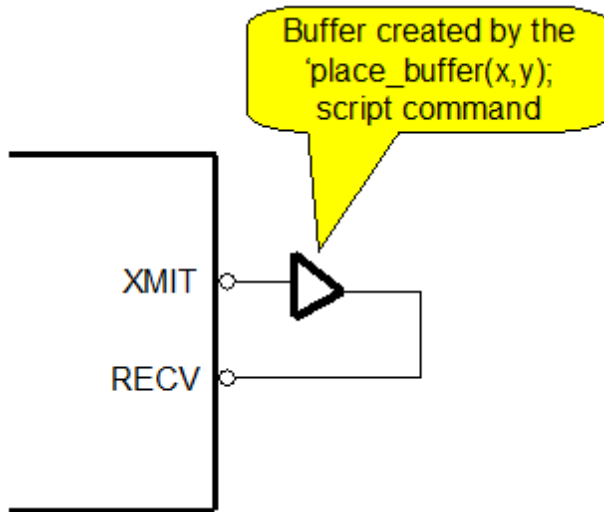 Buffer created by the
‘place_buffer(x,y);
script command
XMIT
RECV